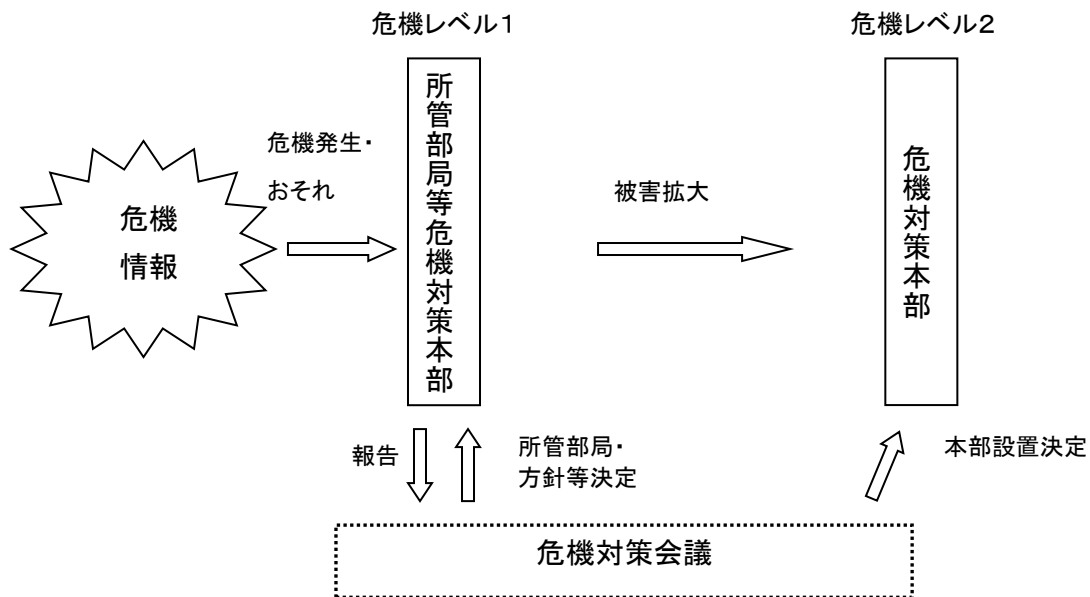 危機レベル1
危機レベル2
危機発生・
おそれ
危機
情報
所管部局等危機対策本部
被害拡大
危機対策本部
報告
所管部局・
方針等決定
本部設置決定
危機対策会議